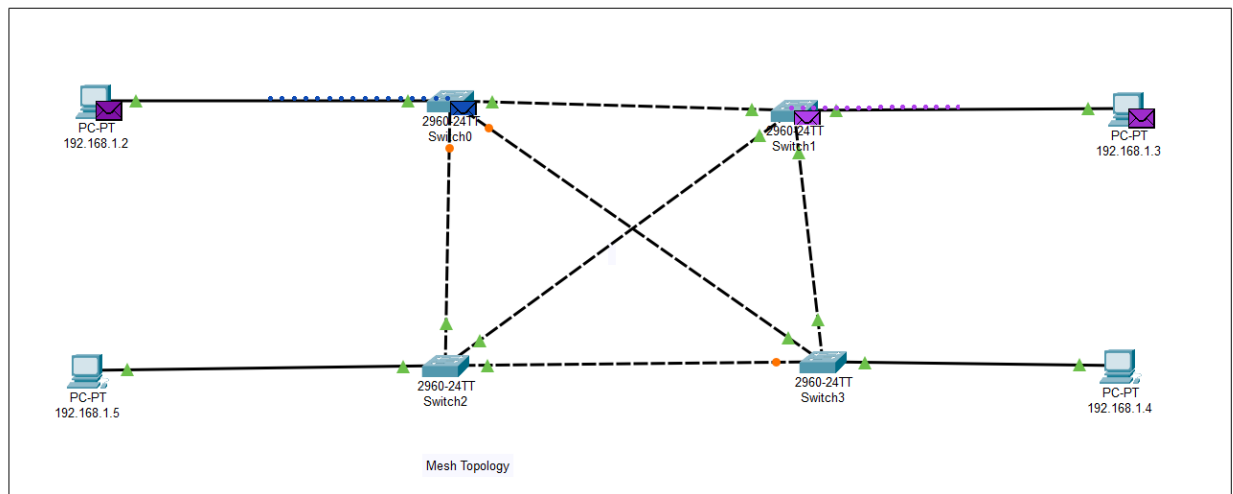 PC-PT
192.168.1.2
2960-24TT
Switch0
2960-24TT
Switch1
PC-PT
192.168.1.3
PC-PT
192.168.1.5
2960-24TT
Switch2
2960-24TT
Switch3
PC-PT
192.168.1.4
Mesh Topology